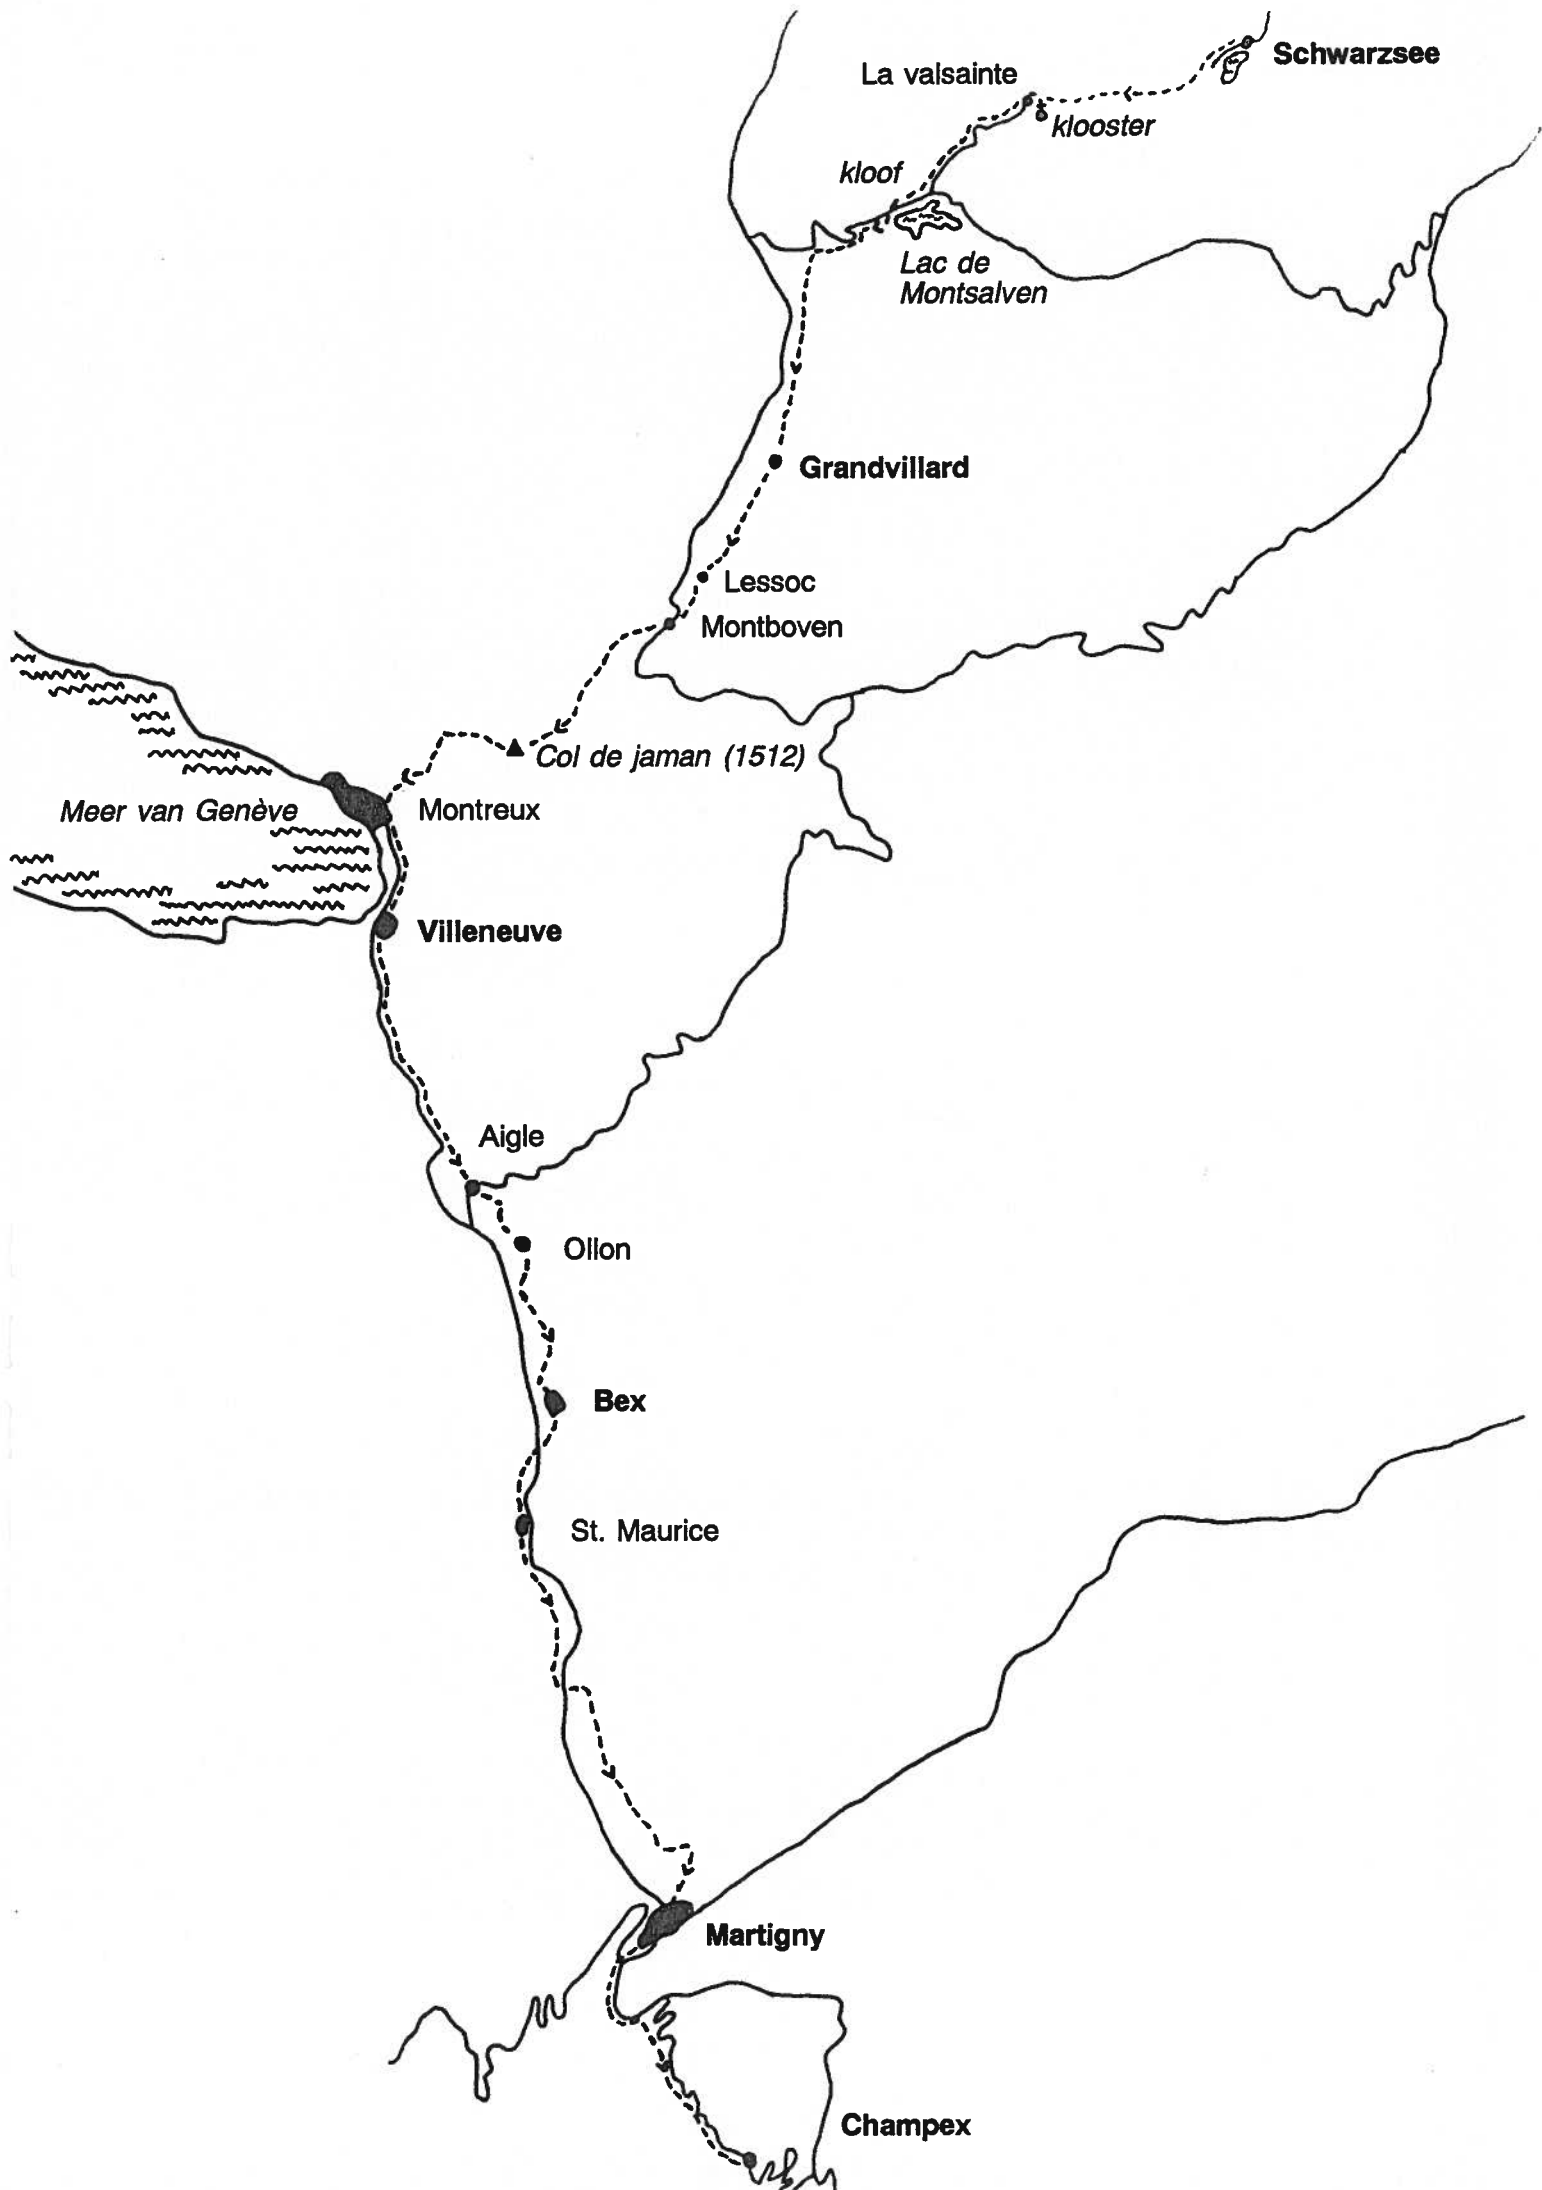 Schwarzsee
La valsainte
klooster
kloof
Lac de
Montsalven
Grandvillard
Lessoc
Montboven
Col de jaman (1512)
Meer van Genève
Montreux
Villeneuve
Aigle
Ollon
Bex
St. Maurice
Martigny
Champex